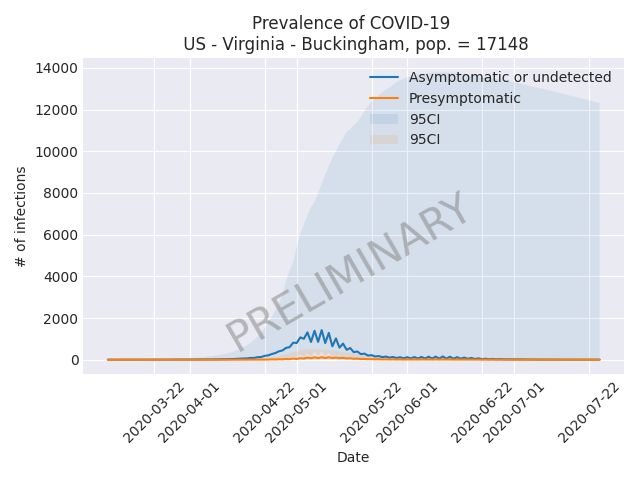 Prevalence of COVID-19
US - Virginia - Buckingham, pop. = 17148
14000
12000
10000
8000
6000
4000
2000
0
# of infections
Asymptomatic or undetected
Presymptomatic
95CI
95CI
PRELIMINARY
2020-03-22
2020-04-01
2020-04-22
2020-05-01
2020-05-22
2020-06-01
2020-06-22
2020-07-01
2020-07-22
Date